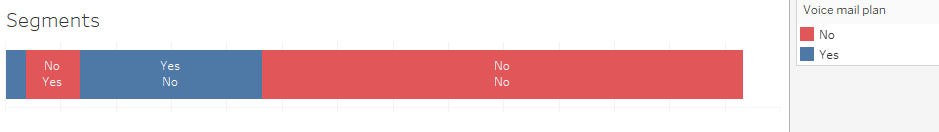 Segments
Voice mail plan
No
Yes
No
Yes
Yes
No
No
No